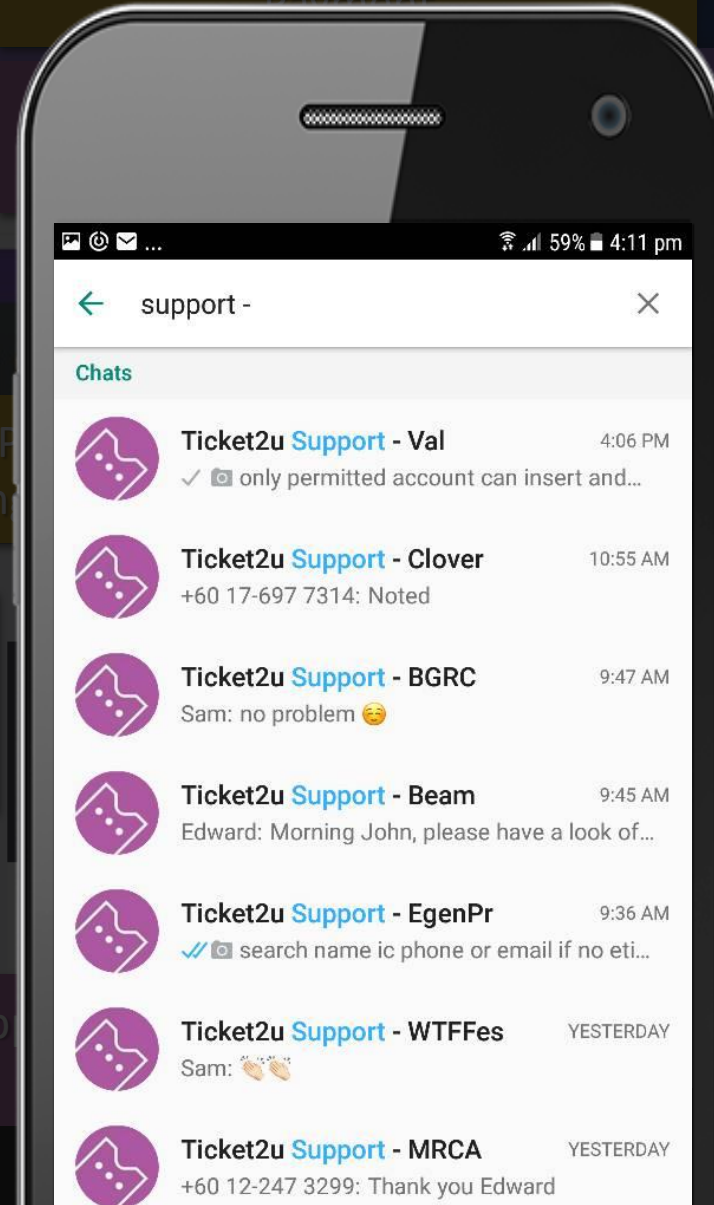 ... 59% 4:11 pm
support -
Chats
Ticket2u Support - Val 4:06 PM
only permitted account can insert and...
Ticket2u Support - Clover 10:55 AM
+60 17-697 7314: Noted
Ticket2u Support - BGRC 9:47 AM
Sam: no problem ☺️
Ticket2u Support - Beam 9:45 AM
Edward: Morning John, please have a look of...
Ticket2u Support - EgenPr 9:36 AM
search name ic phone or email if no eti...
Ticket2u Support - WTFFes YESTERDAY
Sam: 👏🏻👏🏻
Ticket2u Support - MRCA YESTERDAY
+60 12-247 3299: Thank you Edward